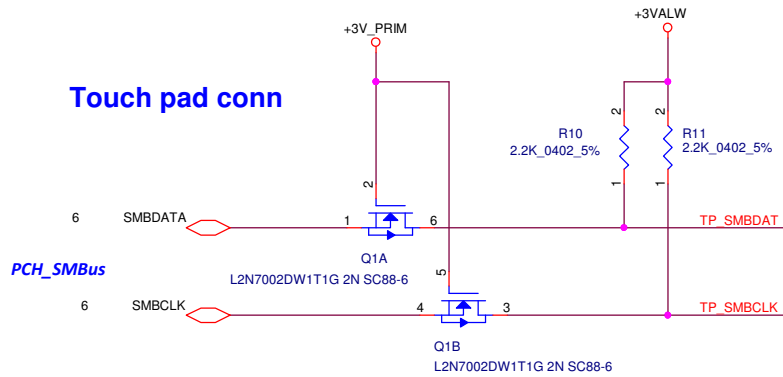 +3V_PRIM
+3VALW
Touch pad conn
R10
2.2K_0402_5%
R11
2.2K_0402_5%
2
2
1
1
2
6
SMBDATA
1
6
TP_SMBDAT
Q1A
L2N7002DW1T1G 2N SC88-6
PCH_SMBus
5
6
SMBCLK
4
3
TP_SMBCLK
Q1B
L2N7002DW1T1G 2N SC88-6